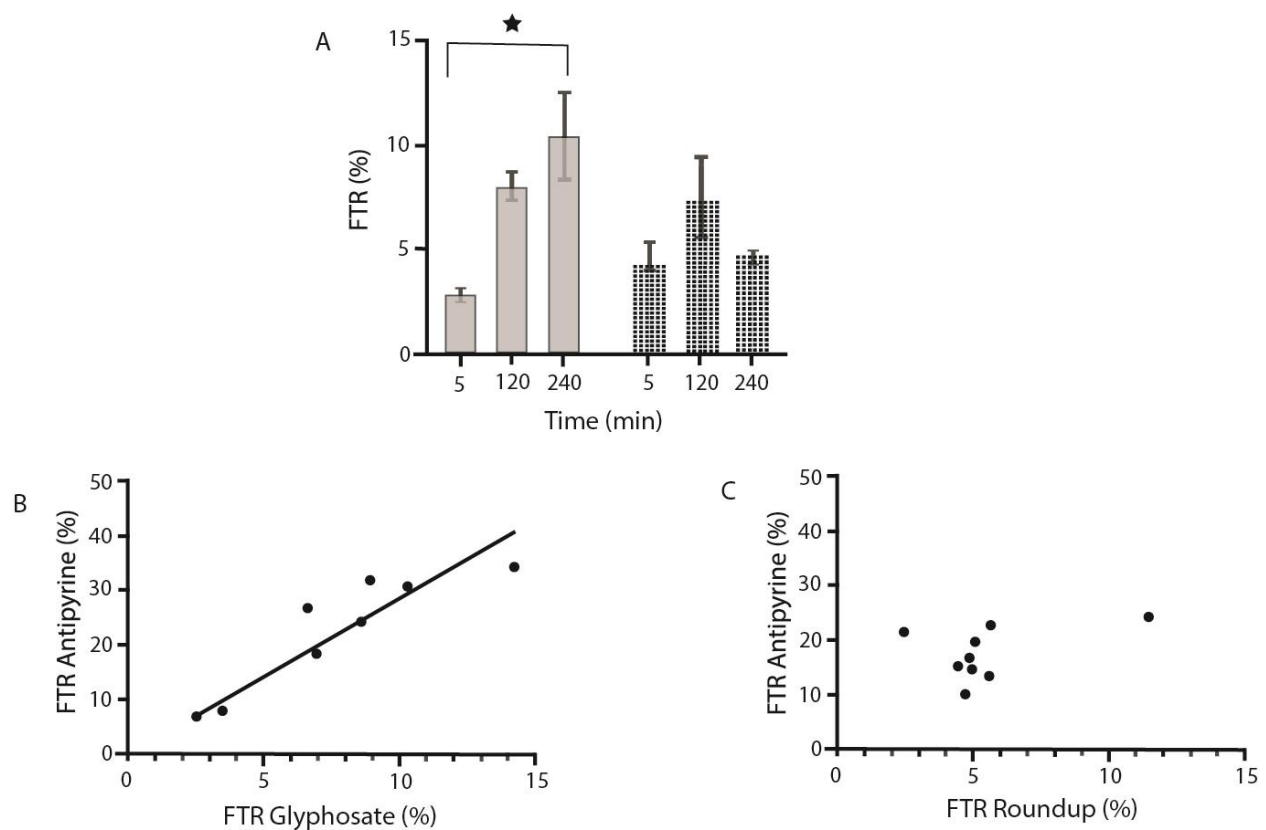 A
15
10
5
0
FTR (%)
5 120 240 5 120 240
Time (min)
B
50
40
30
20
10
0
FTR Antipyrine (%)
0 5 10 15
FTR Glyphosate (%)
C
50
40
30
20
10
0
FTR Antipyrine (%)
0 5 10 15
FTR Roundup (%)